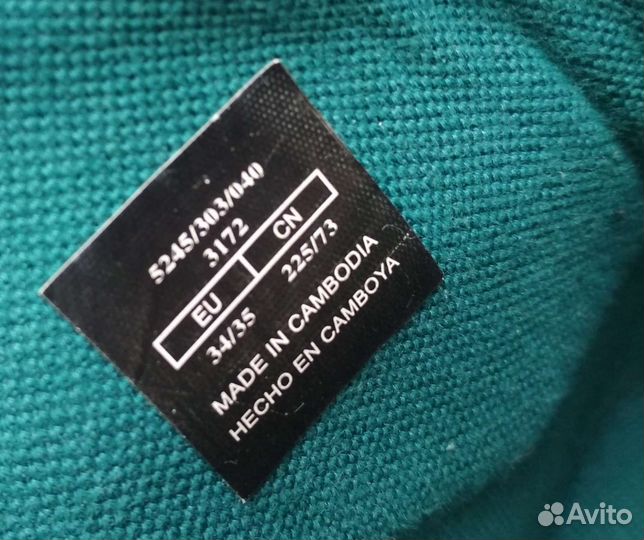 5245/303/040
3172
EU CN
34/35 225/73
MADE IN CAMBODIA
HECHO EN CAMBOYA
Avito